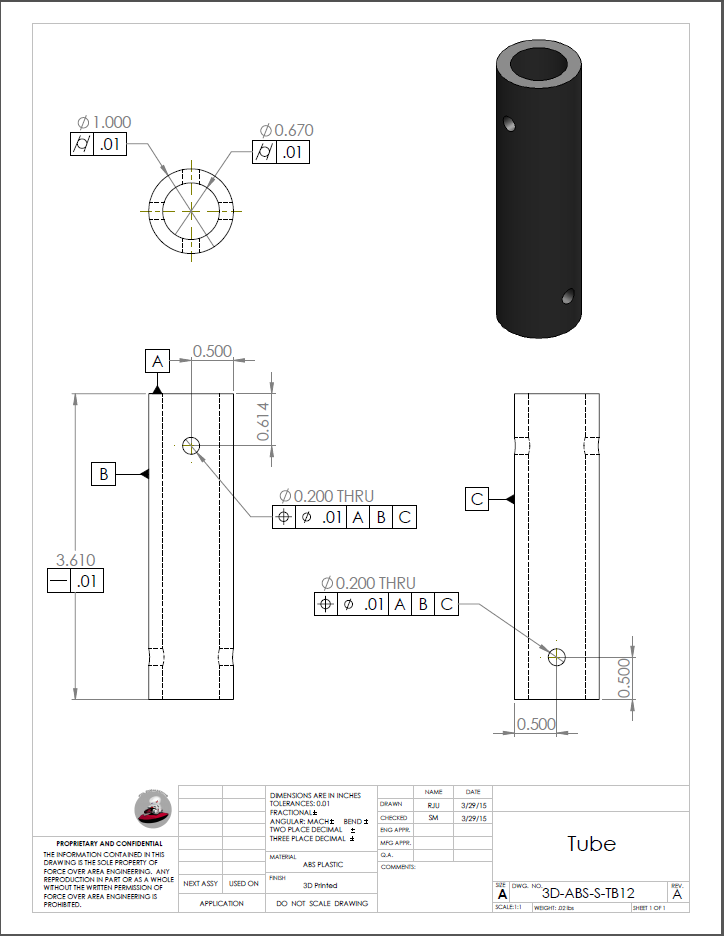 ∅1.000
⌭ .01
∅0.670
⌭ .01
A
0.500
0.614
B
∅0.200 THRU
⌖ ∅ .01 A B C
C
3.610
— .01
∅0.200 THRU
⌖ ∅ .01 A B C
0.500
0.500
PROPRIETARY AND CONFIDENTIAL
THE INFORMATION CONTAINED IN THIS
DRAWING IS THE SOLE PROPERTY OF
FORCE OVER AREA ENGINEERING. ANY
REPRODUCTION IN PART OR AS A WHOLE
WITHOUT THE WRITTEN PERMISSION OF
FORCE OVER AREA ENGINEERING IS
PROHIBITED.
NEXT ASSY USED ON
APPLICATION
DIMENSIONS ARE IN INCHES
TOLERANCES: 0.01
FRACTIONAL±
ANGULAR: MACH± BEND ±
TWO PLACE DECIMAL ±
THREE PLACE DECIMAL ±
MATERIAL
ABS PLASTIC
FINISH
3D Printed
DO NOT SCALE DRAWING
NAME DATE
DRAWN RJU 3/29/15
CHECKED SM 3/29/15
ENG APPR.
MFG APPR.
Q.A.
COMMENTS:
Tube
SIZE DWG. NO. REV.
A 3D-ABS-S-TB12 A
SCALE:1:1 WEIGHT: .02 lbs SHEET 1 OF 1